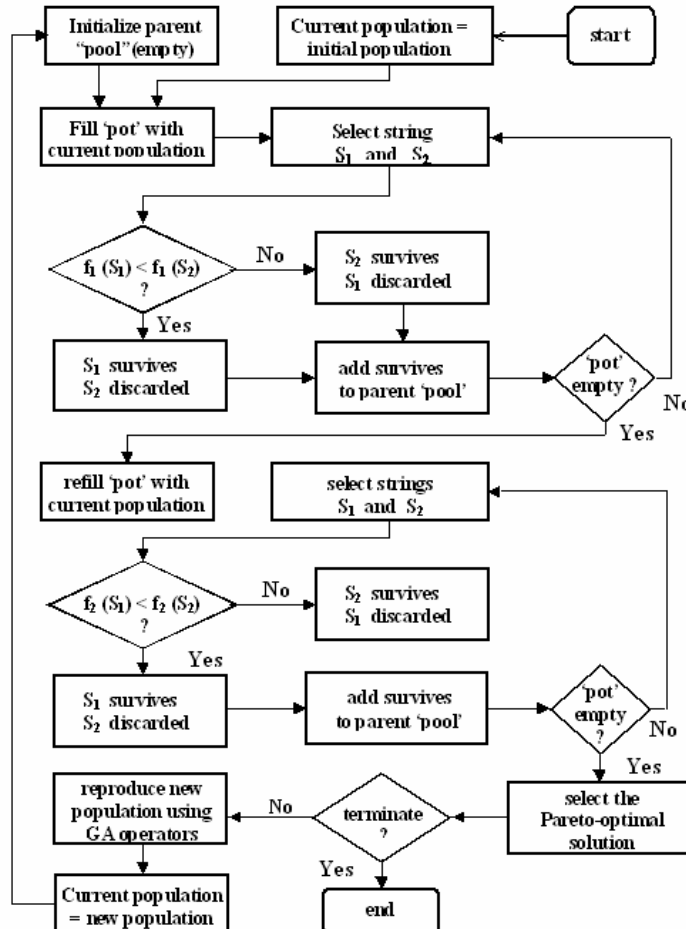 Initialize parent
“pool”(empty)
Current population =
initial population
start
Fill ‘pot’ with
current population
Select string
S₁ and S₂
f₁ (S₁) < f₁ (S₂)
?
No
S₂ survives
S₁ discarded
Yes
S₁ survives
S₂ discarded
add survives
to parent ‘pool’
‘pot’
empty ?
No
Yes
refill ‘pot’ with
current population
select strings
S₁ and S₂
f₂ (S₁) < f₂ (S₂)
?
No
S₂ survives
S₁ discarded
Yes
S₁ survives
S₂ discarded
add survives
to parent ‘pool’
‘pot’
empty
?
No
Yes
reproduce new
population using
GA operators
No
terminate
?
select the
Pareto-optimal
solution
Yes
Current population
= new population
end